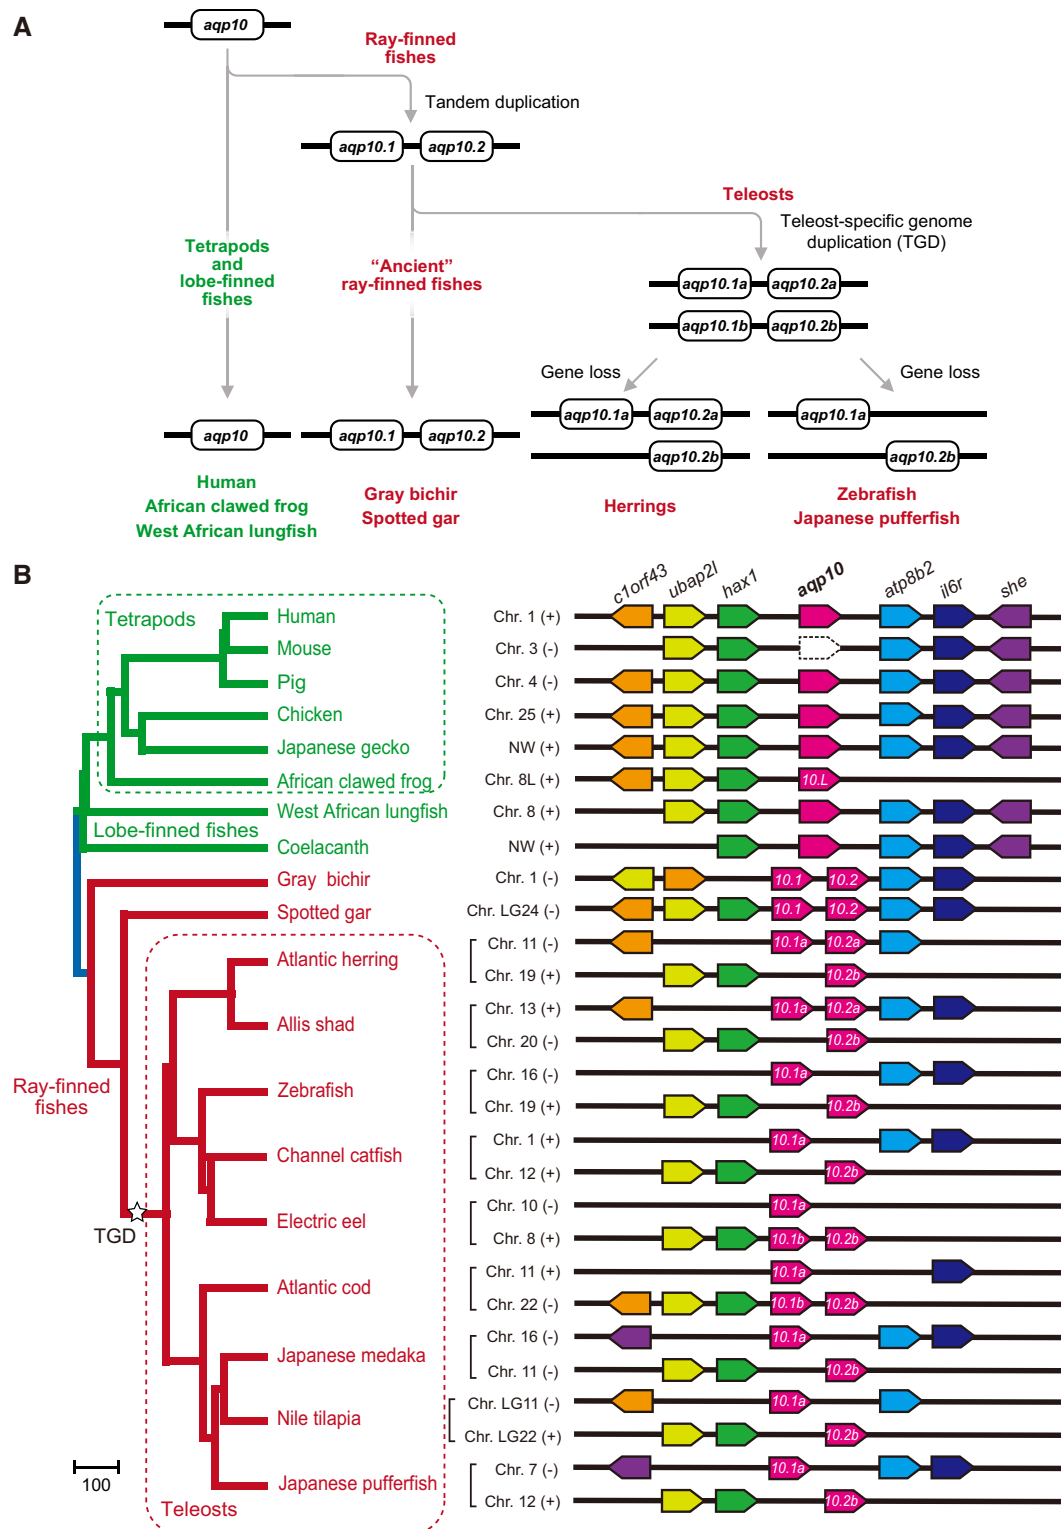 A
aqp10
Ray-finned
fishes
Tandem duplication
aqp10.1 aqp10.2
Teleosts
Teleost-specific genome
duplication (TGD)
Tetrapods
and
lobe-finned
fishes
“Ancient”
ray-finned fishes
aqp10.1a aqp10.2a
aqp10.1b aqp10.2b
Gene loss
Gene loss
aqp10 aqp10.1 aqp10.2
aqp10.1a aqp10.2a aqp10.1a
aqp10.2b aqp10.2b
Human
African clawed frog
West African lungfish
Gray bichir
Spotted gar
Herrings
Zebrafish
Japanese pufferfish
B
c1orf43 ubap2l hax1 aqp10 atp8b2 il6r she
Tetrapods
Human Chr. 1 (+)
Mouse Chr. 3 (-)
Pig Chr. 4 (-)
Chicken Chr. 25 (+)
Japanese gecko NW (+)
African clawed frog Chr. 8L (+) 10.L
West African lungfish Chr. 8 (+)
Lobe-finned fishes
Coelacanth NW (+)
Gray bichir Chr. 1 (-) 10.1 10.2
Spotted gar Chr. LG24 (-) 10.1 10.2
Atlantic herring
Chr. 11 (-) 10.1a 10.2a
Chr. 19 (+) 10.2b
Allis shad
Chr. 13 (+) 10.1a 10.2a
Chr. 20 (-) 10.2b
Ray-finned
fishes
Zebrafish
Chr. 16 (-) 10.1a
Chr. 19 (+) 10.2b
Channel catfish
Chr. 1 (+) 10.1a
Chr. 12 (+) 10.2b
TGD
Electric eel
Chr. 10 (-) 10.1a
Chr. 8 (+) 10.1b 10.2b
Atlantic cod
Chr. 11 (+) 10.1a
Chr. 22 (-) 10.1b 10.2b
Japanese medaka
Chr. 16 (-) 10.1a
Chr. 11 (-) 10.2b
Nile tilapia
Chr. LG11 (-) 10.1a
Chr. LG22 (+) 10.2b
Japanese pufferfish
Chr. 7 (-) 10.1a
Chr. 12 (+) 10.2b
Teleosts
100